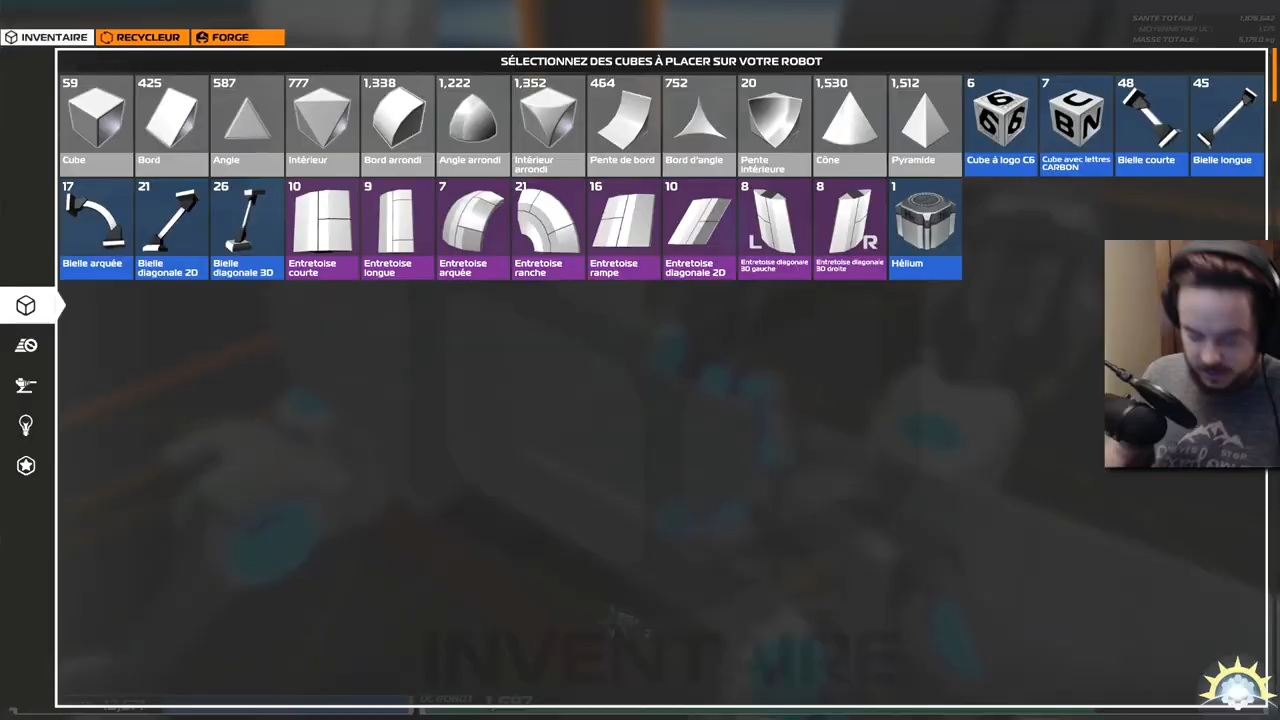 INVENTAIRE
RECYCLEUR
FORGE
SANTÉ TOTALE :
MASSE TOTALE :
SÉLECTIONNEZ DES CUBES À PLACER SUR VOTRE ROBOT
59
425
587
777
1,338
1,222
1,352
464
752
20
1,530
1,512
6
7
48
45
Cube
Bord
Angle
Intérieur
Bord arrondi
Angle arrondi
Intérieur arrondi
Pente de bord
Bord d'angle
Pente intérieure
Cône
Pyramide
Cube à logo C6
Cube avec lettres CARBON
Bielle courte
Bielle longue
17
21
26
10
9
7
21
16
10
8
8
1
L
R
Bielle arquée
Bielle diagonale 2D
Bielle diagonale 3D
Entretoise courte
Entretoise longue
Entretoise arquée
Entretoise ranche
Entretoise rampe
Entretoise diagonale 2D
Entretoise diagonale 3D gauche
Entretoise diagonale 3D droite
Hélium
INVENTAIRE